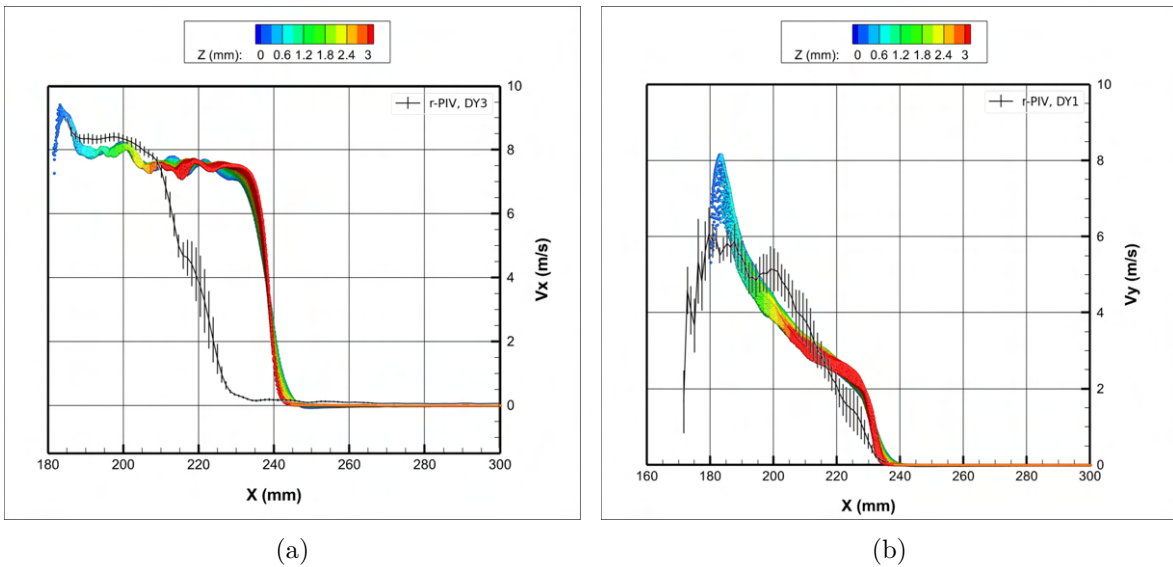 Z (mm): 0 0.6 1.2 1.8 2.4 3
r-PIV, DY3
10
8
6
4
2
0
Vx (m/s)
180 200 220 240 260 280 300
X (mm)
(a)
Z (mm): 0 0.6 1.2 1.8 2.4 3
r-PIV, DY1
10
8
6
4
2
0
Vy (m/s)
160 180 200 220 240 260 280 300
X (mm)
(b)